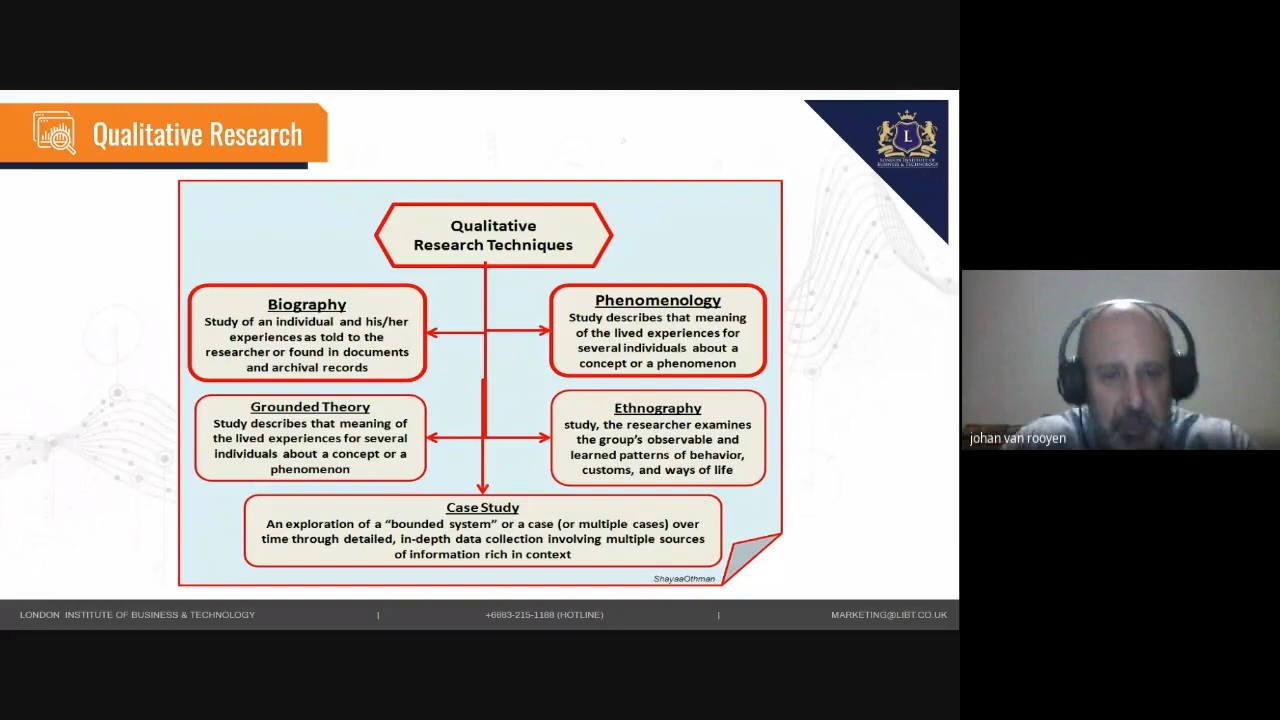 Qualitative Research
L
LONDON INSTITUTE OF
BUSINESS & TECHNOLOGY
Qualitative
Research Techniques
Biography
Study of an individual and his/her
experiences as told to the
researcher or found in documents
and archival records
Phenomenology
Study describes that meaning
of the lived experiences for
several individuals about a
concept or a phenomenon
Grounded Theory
Study describes that meaning of
the lived experiences for several
individuals about a concept or a
phenomenon
Ethnography
study, the researcher examines
the group's observable and
learned patterns of behavior,
customs, and ways of life
Case Study
An exploration of a “bounded system” or a case (or multiple cases) over
time through detailed, in-depth data collection involving multiple sources
of information rich in context
ShayaaOthman
johan van rooyen
LONDON INSTITUTE OF BUSINESS & TECHNOLOGY | +6683-215-1188 (HOTLINE) | MARKETING@LIBT.CO.UK